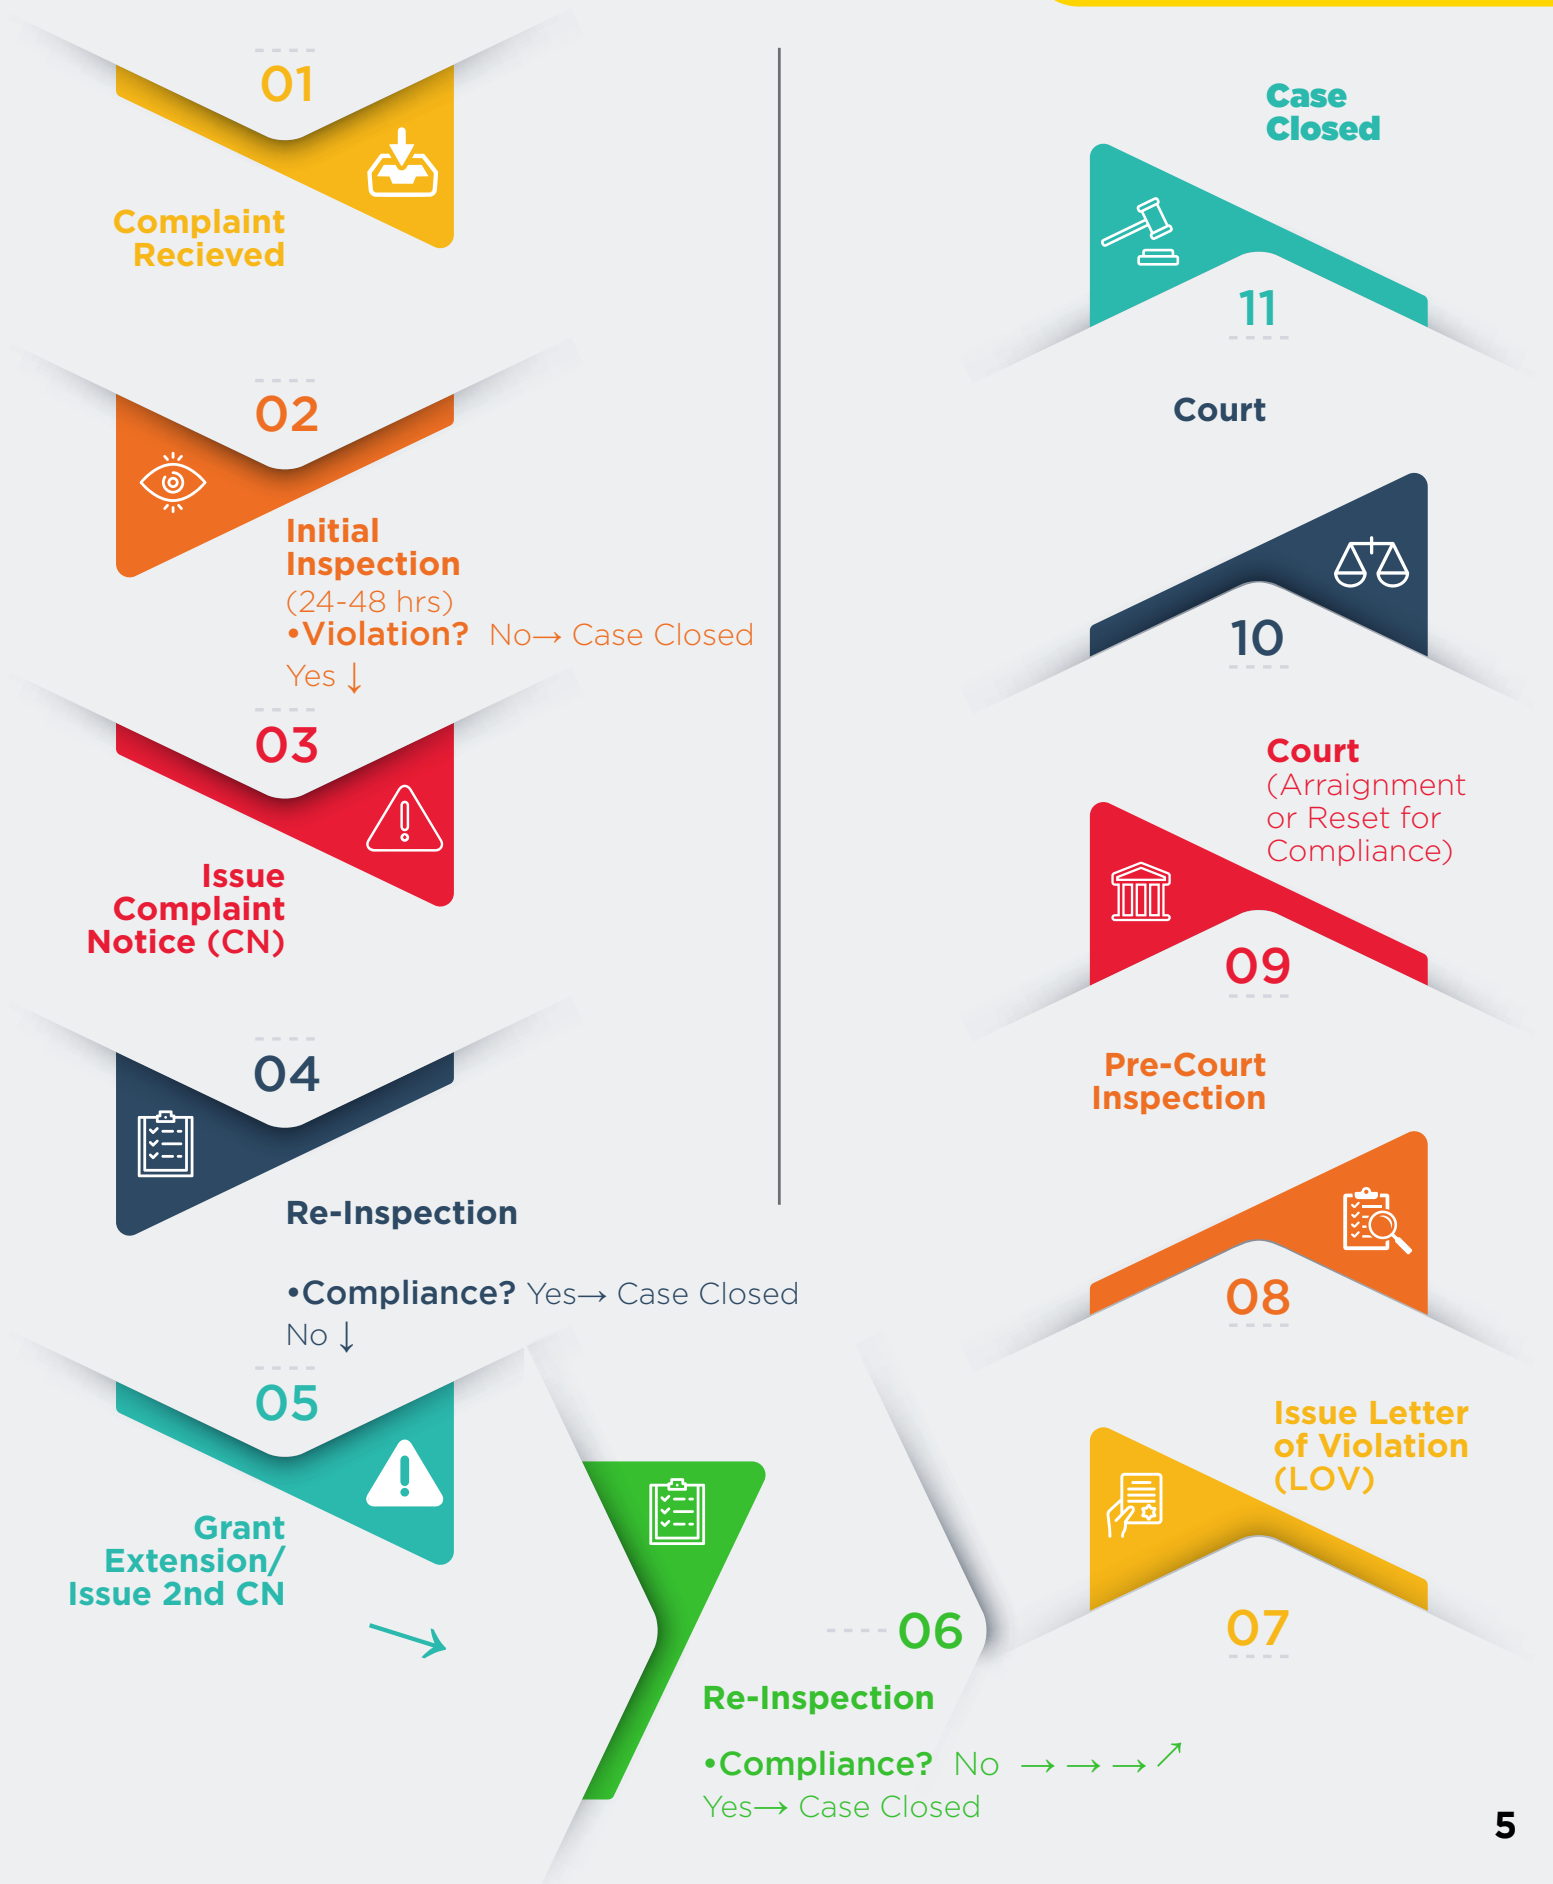 01
Complaint
Recieved
02
Initial
Inspection
(24-48 hrs)
•Violation? No→ Case Closed
Yes ↓
03
Issue
Complaint
Notice (CN)
04
Re-Inspection
•Compliance? Yes→ Case Closed
No ↓
05
Grant
Extension/
Issue 2nd CN
→
06
Re-Inspection
•Compliance? No → → → ↗
Yes→ Case Closed
Issue Letter
of Violation
(LOV)
07
Pre-Court
Inspection
08
Court
(Arraignment
or Reset for
Compliance)
09
Court
10
Case
Closed
11
5